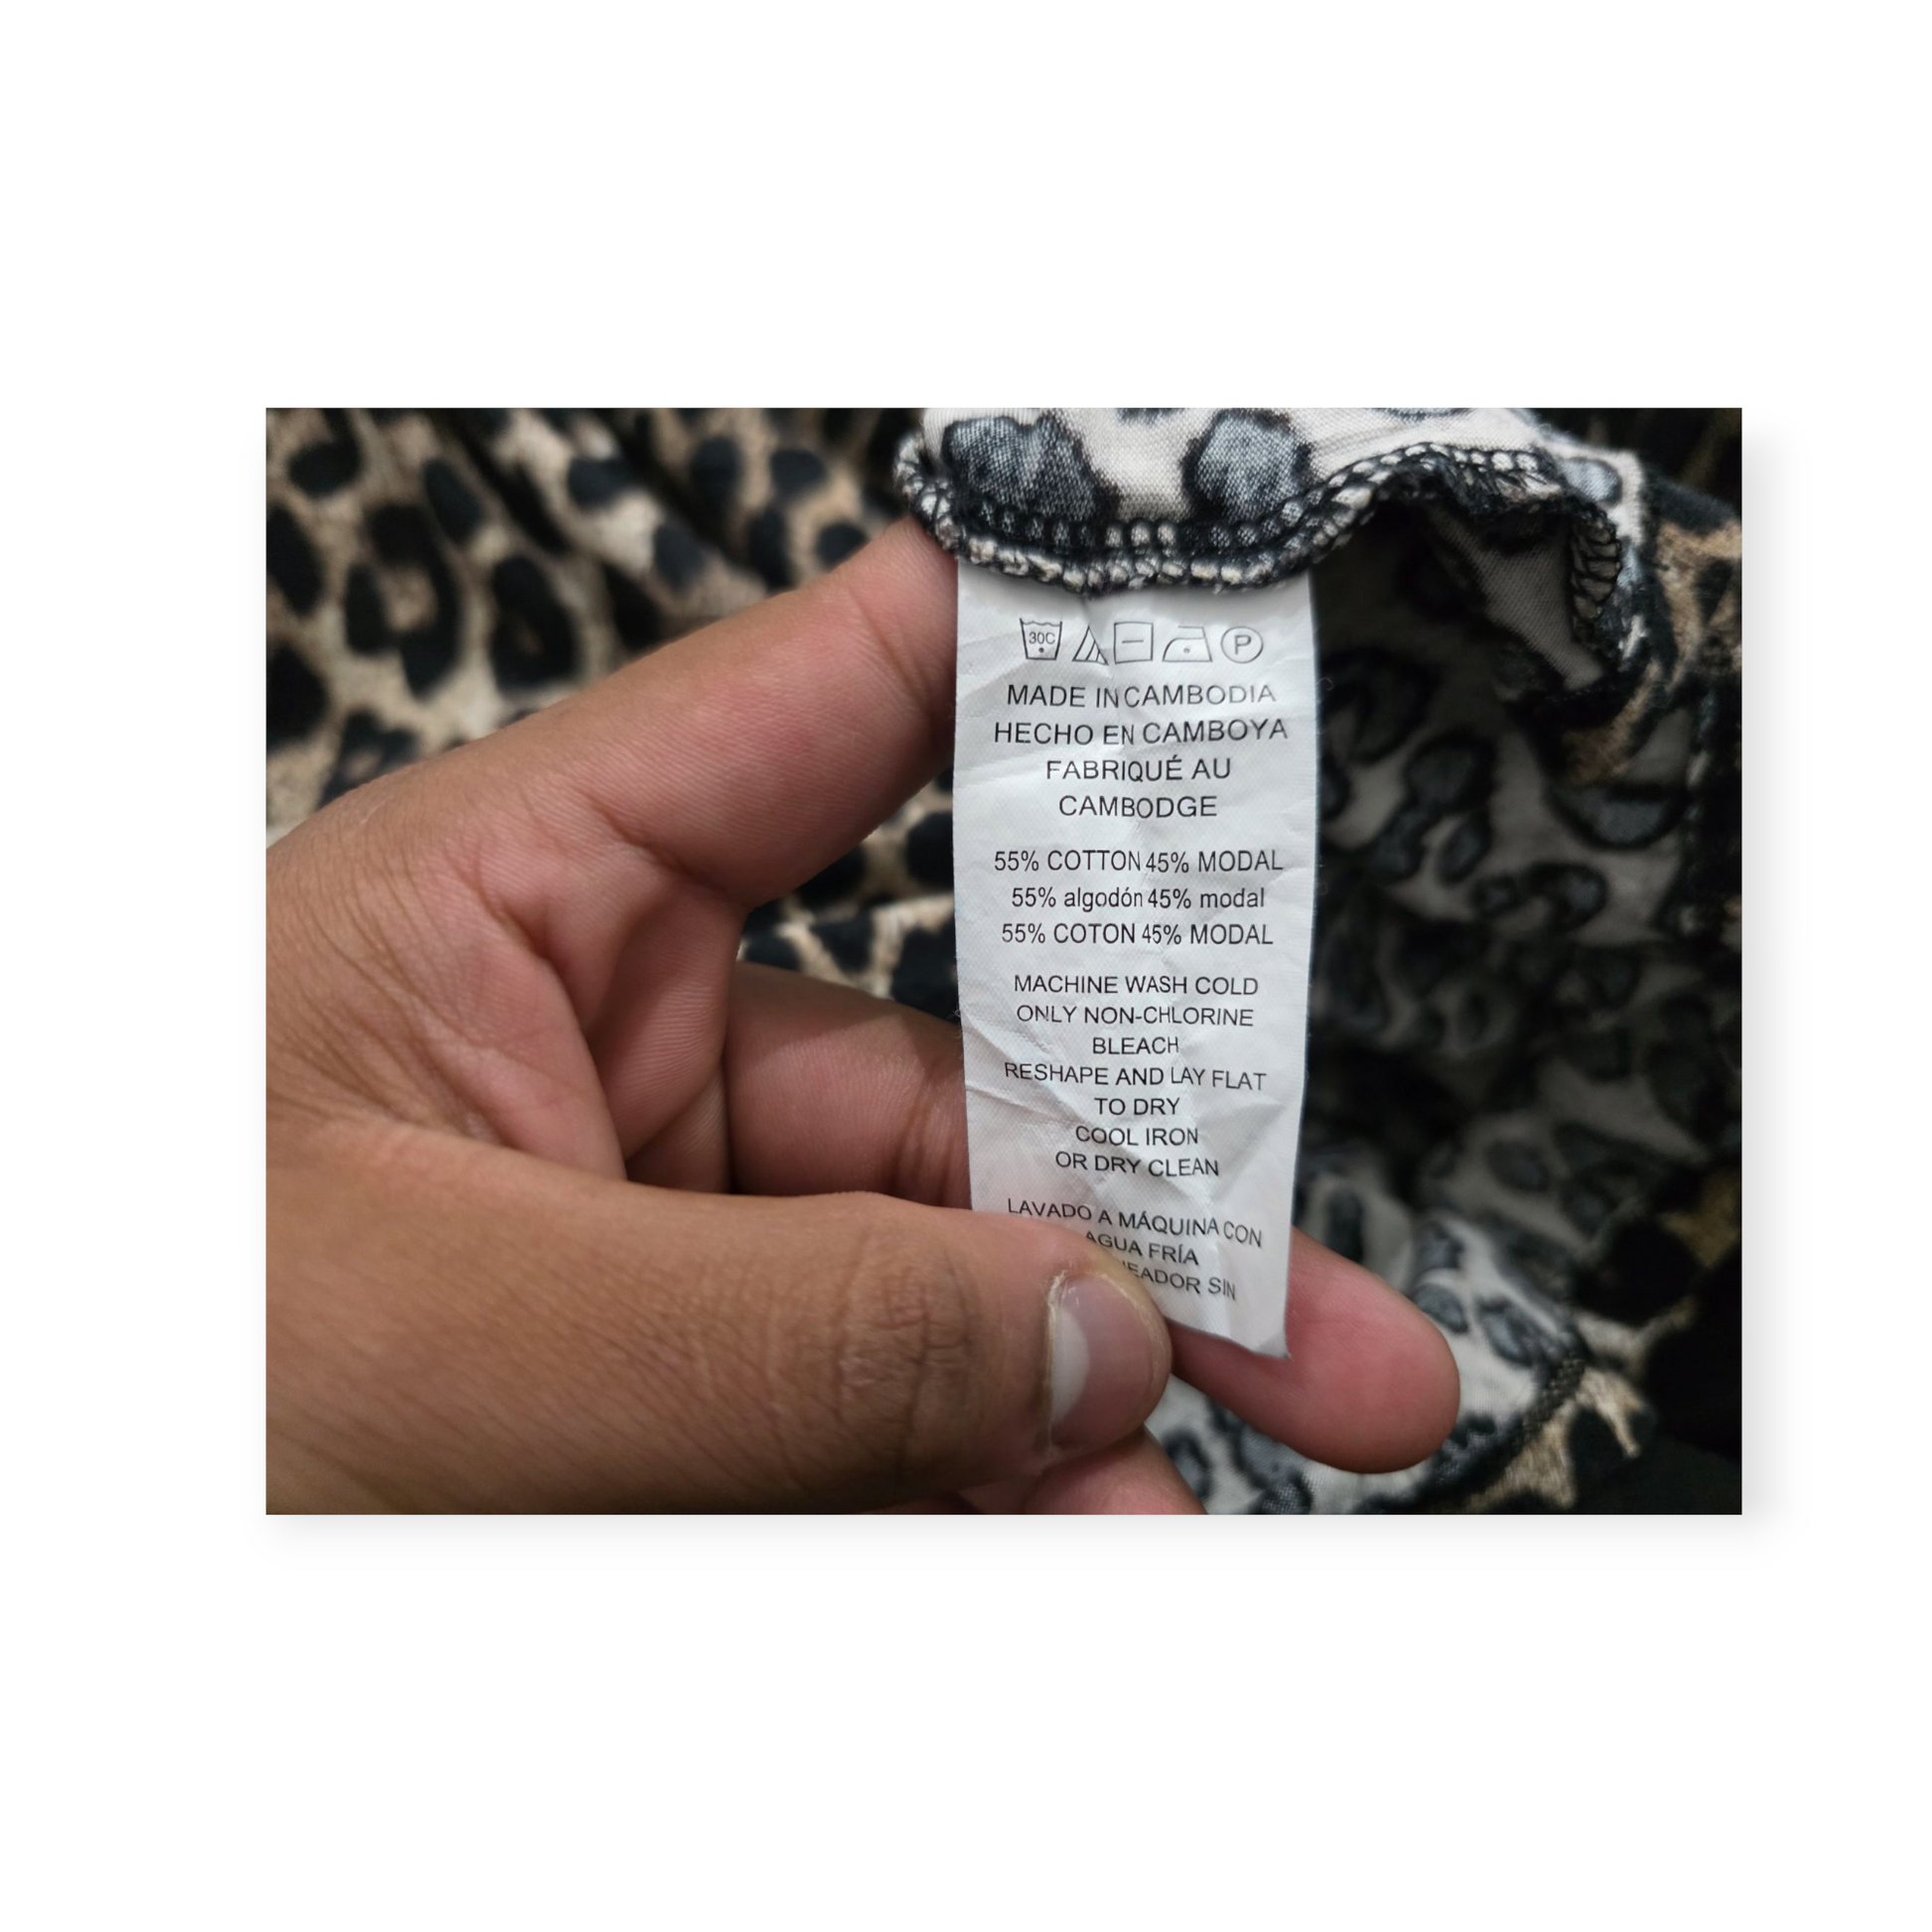 30C P
MADE IN CAMBODIA
HECHO EN CAMBOYA
FABRIQUÉ AU
CAMBODGE
55% COTTON 45% MODAL
55% algodón 45% modal
55% COTON 45% MODAL
MACHINE WASH COLD
ONLY NON-CHLORINE
BLEACH
RESHAPE AND LAY FLAT
TO DRY
COOL IRON
OR DRY CLEAN
LAVADO A MÁQUINA CON
AGUA FRÍA
SIN